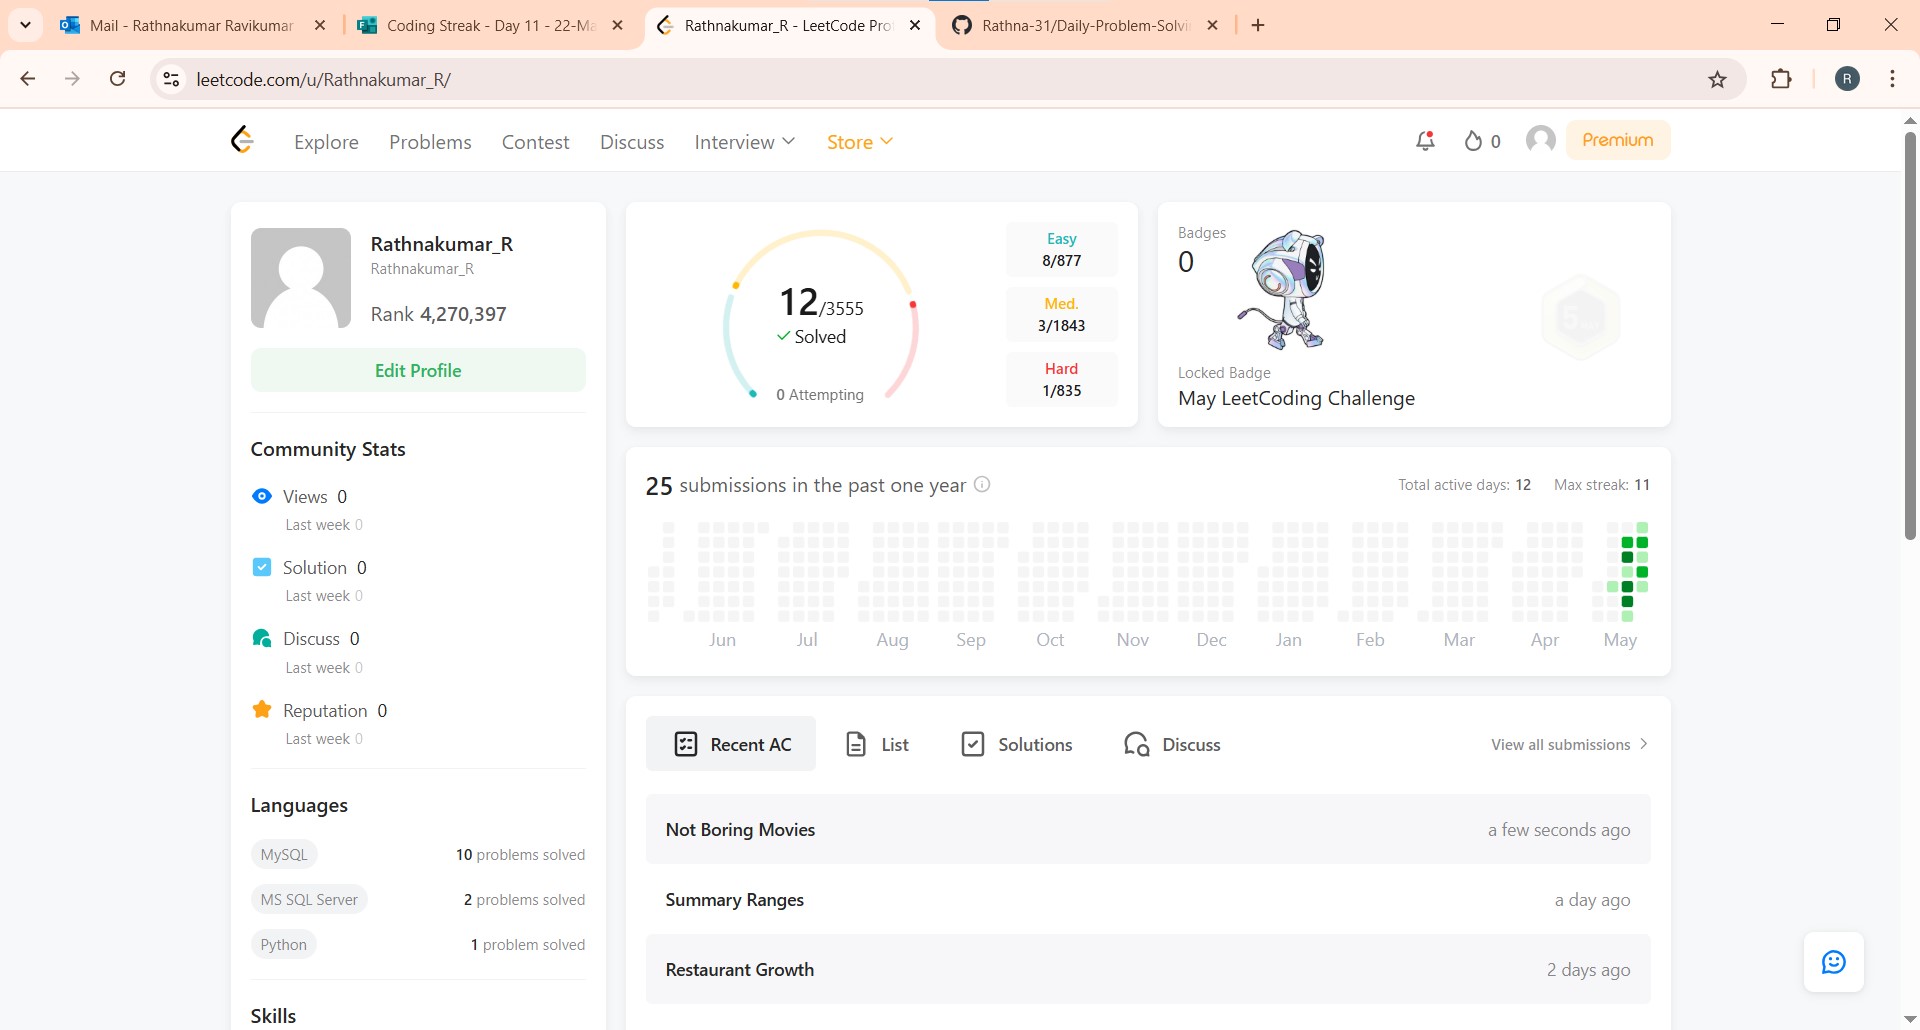 Mail - Rathnakumar Ravikumar
Coding Streak - Day 11 - 22-Ma
Rathnakumar_R - LeetCode Pro
Rathna-31/Daily-Problem-Solvi
leetcode.com/u/Rathnakumar_R/
R
Explore
Problems
Contest
Discuss
Interview
Store
0
Premium
Rathnakumar_R
Rathnakumar_R
Rank 4,270,397
Edit Profile
Community Stats
Views 0
Last week 0
Solution 0
Last week 0
Discuss 0
Last week 0
Reputation 0
Last week 0
Languages
MySQL
10 problems solved
MS SQL Server
2 problems solved
Python
1 problem solved
Skills
12/3555
Solved
0 Attempting
Easy
8/877
Med.
3/1843
Hard
1/835
Badges
0
Locked Badge
May LeetCoding Challenge
25 submissions in the past one year
Total active days: 12
Max streak: 11
Jun Jul Aug Sep Oct Nov Dec Jan Feb Mar Apr May
Recent AC
List
Solutions
Discuss
View all submissions
Not Boring Movies
a few seconds ago
Summary Ranges
a day ago
Restaurant Growth
2 days ago